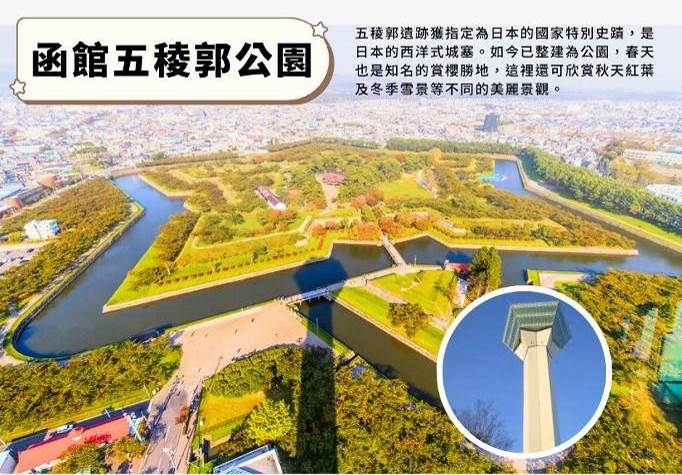 函館五稜郭公園
五稜郭遺跡獲指定為日本的國家特別史蹟，是
日本的西洋式城塞。如今已整建為公園，春天
也是知名的賞櫻勝地，這裡還可欣賞秋天紅葉
及冬季雪景等不同的美麗景觀。